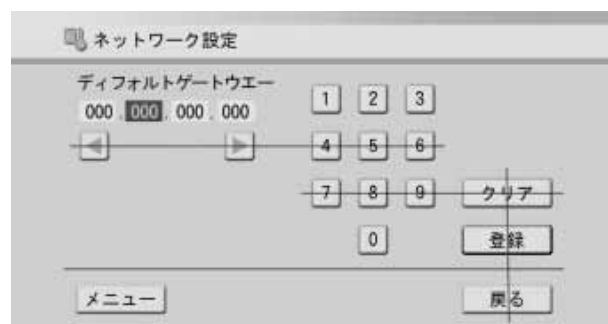 ネットワーク設定
ディフォルトゲートウエー
000 . 000 . 000 . 000
1 2 3
4 5 6
7 8 9 クリア
0 登録
メニュー 戻る